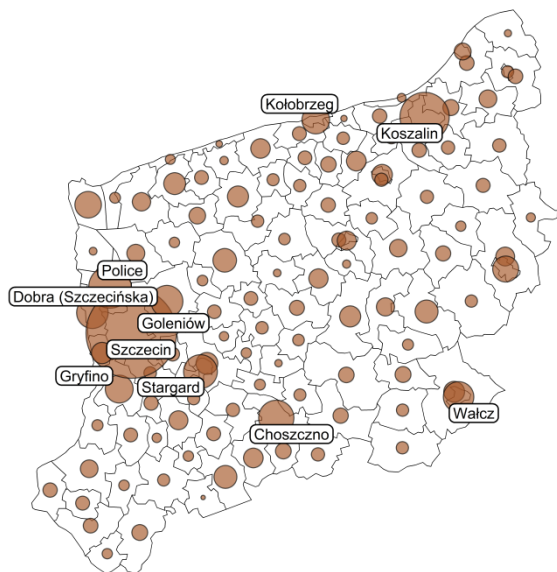 Kołobrzeg
Koszalin
Police
Dobra (Szczecińska)
Goleniów
Szczecin
Gryfino
Stargard
Wałcz
Choszczno